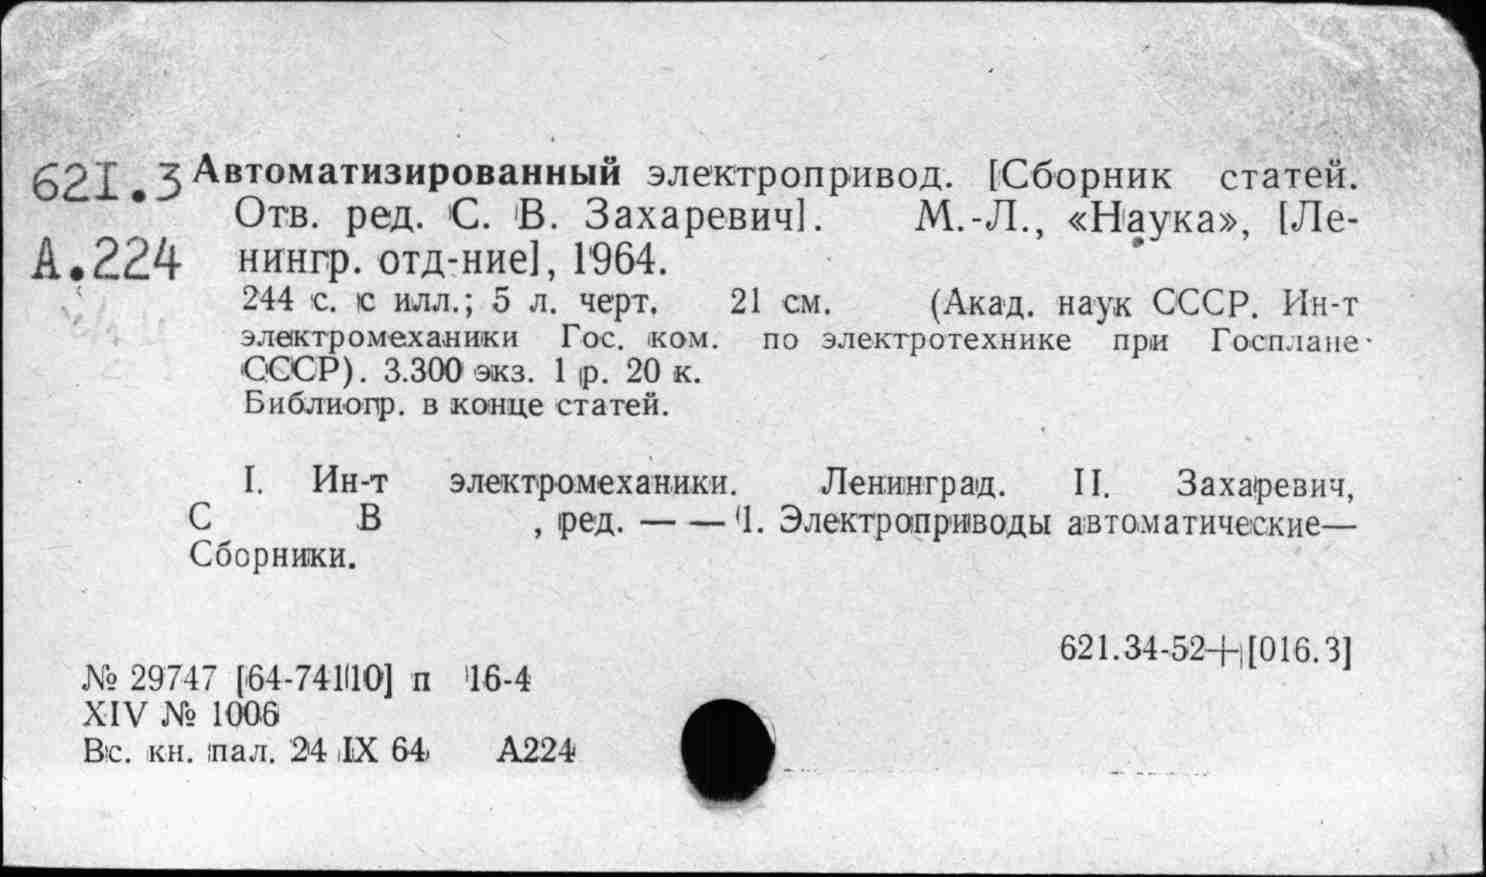 621.3 Автоматизированный электропривод. [Сборник статей.
Отв. ред. С. В. Захаревич]. М.-Л., «Наука», [Ле-
А.224 нингр. отд-ние], 1964.
244 с. с илл.; 5 л. черт. 21 см. (Акад. наук СССР. Ин-т
электромеханики Гос. ком. по электротехнике при Госплане
СССР). 3.300 экз. 1 р. 20 к.
Библиогр. в конце статей.
I. Ин-т электромеханики. Ленинград. II. Захаревич,
С В , ред. — — 1. Электроприводы автоматические—
Сборники.
621.34-52+[016.3]
№ 29747 [64-74110] п 16-4
XIV № 1006
Вс. кн. пал. 24 IX 64 А224